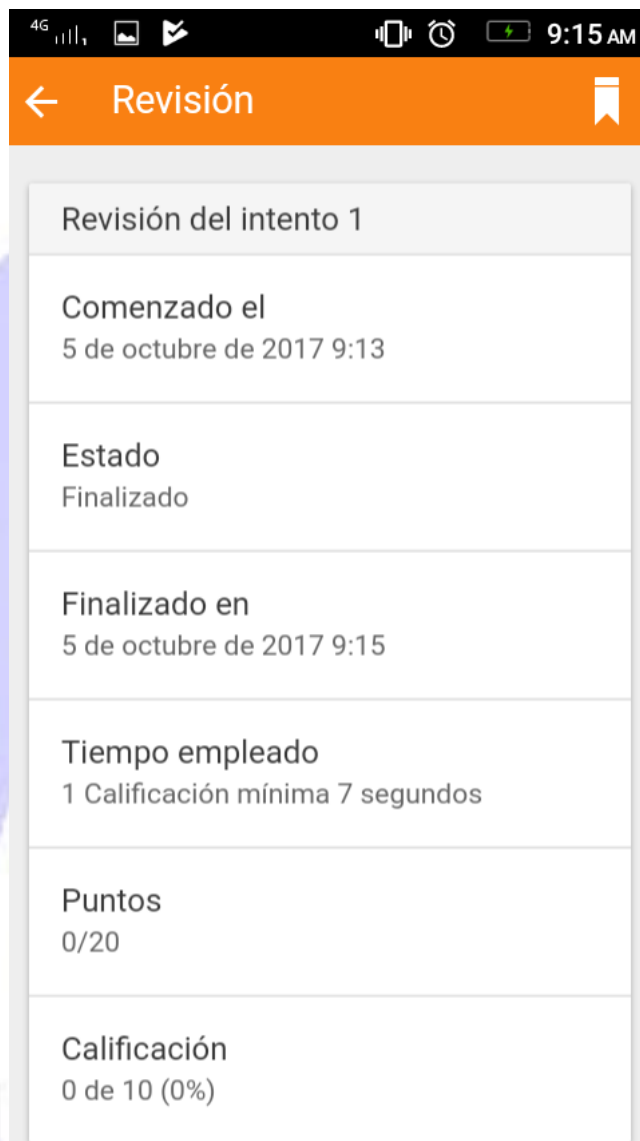 4G 9:15 AM
Revisión
Revisión del intento 1
Comenzado el
5 de octubre de 2017 9:13
Estado
Finalizado
Finalizado en
5 de octubre de 2017 9:15
Tiempo empleado
1 Calificación mínima 7 segundos
Puntos
0/20
Calificación
0 de 10 (0%)